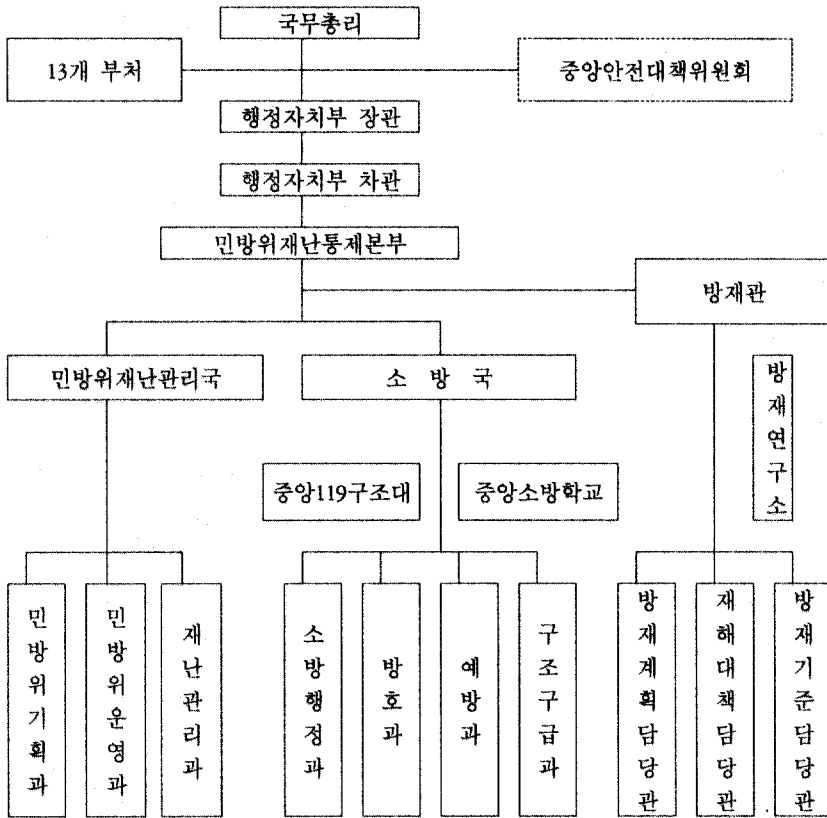 국무총리
13개 부처
중앙안전대책위원회
행정자치부 장관
행정자치부 차관
민방위재난통제본부
방재관
민방위재난관리국
소 방 국
방재연구소
중앙119구조대
중앙소방학교
민방위기획과
민방위운영과
재난관리과
소방행정과
방호과
예방과
구조구급과
방재계획담당관
재해대책담당관
방재기준담당관